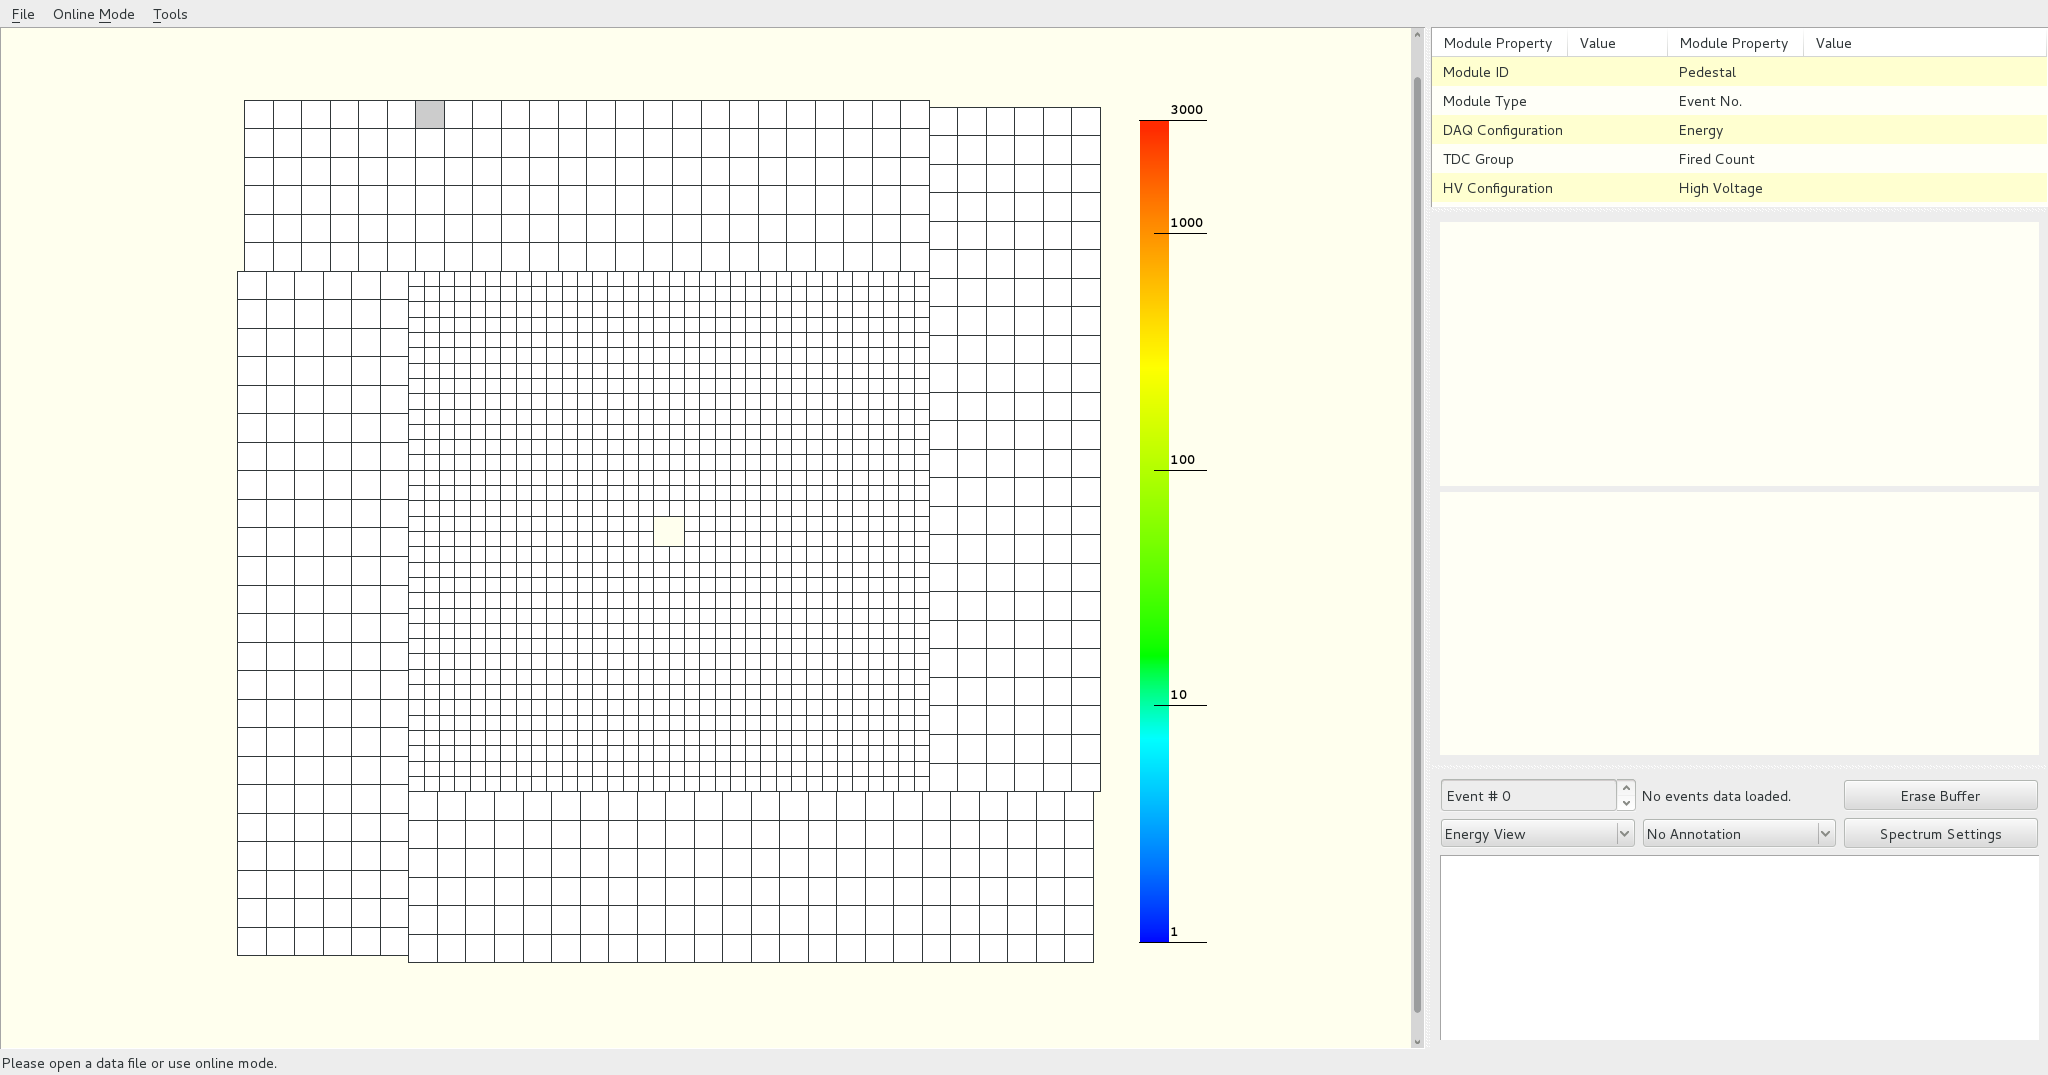 File Online Mode Tools
Module Property Value Module Property Value
Module ID Pedestal
Module Type Event No.
DAQ Configuration Energy
TDC Group Fired Count
HV Configuration High Voltage
3000
1000
100
10
1
Event # 0 No events data loaded. Erase Buffer
Energy View No Annotation Spectrum Settings
Please open a data file or use online mode.